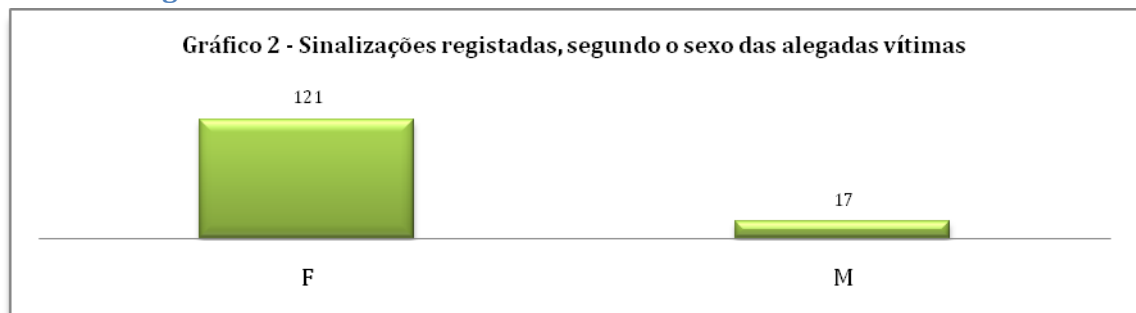 Gráfico 2 - Sinalizações registadas, segundo o sexo das alegadas vítimas
121
17
F
M